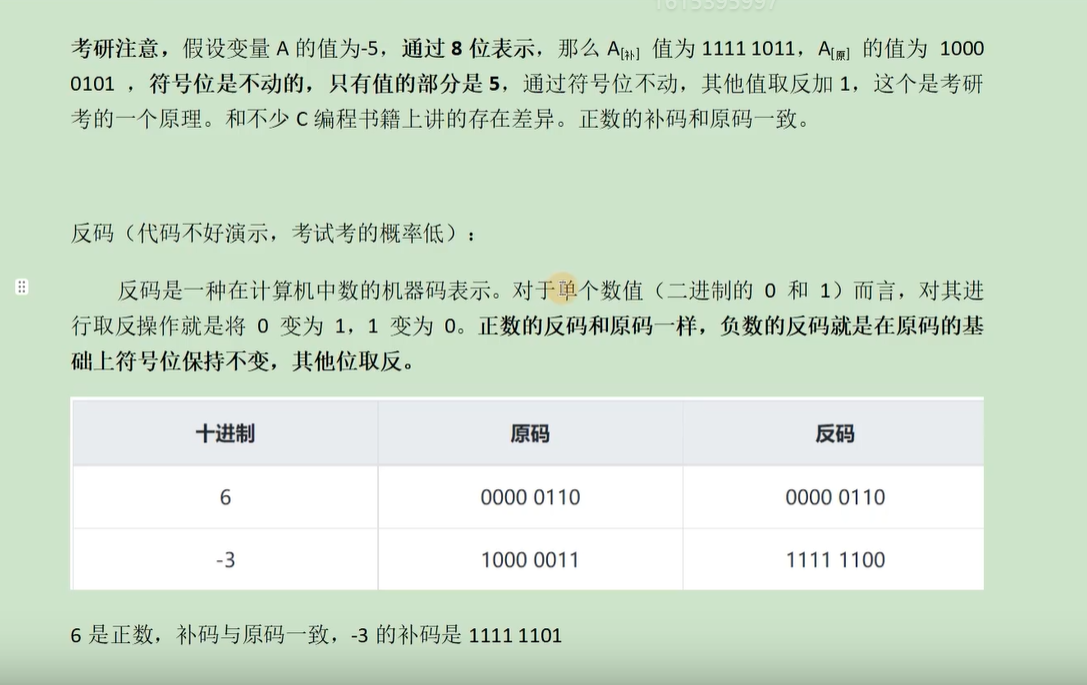 考研注意，假设变量 A 的值为-5，通过 8 位表示，那么 A[补] 值为 1111 1011，A[原] 的值为 1000
0101 ，符号位是不动的，只有值的部分是 5，通过符号位不动，其他值取反加 1，这个是考研
考的一个原理。和不少 C 编程书籍上讲的存在差异。正数的补码和原码一致。
反码（代码不好演示，考试考的概率低）：
反码是一种在计算机中数的机器码表示。对于单个数值（二进制的 0 和 1）而言，对其进
行取反操作就是将 0 变为 1，1 变为 0。正数的反码和原码一样，负数的反码就是在原码的基
础上符号位保持不变，其他位取反。
十进制 原码 反码
6 0000 0110 0000 0110
-3 1000 0011 1111 1100
6 是正数，补码与原码一致，-3 的补码是 1111 1101